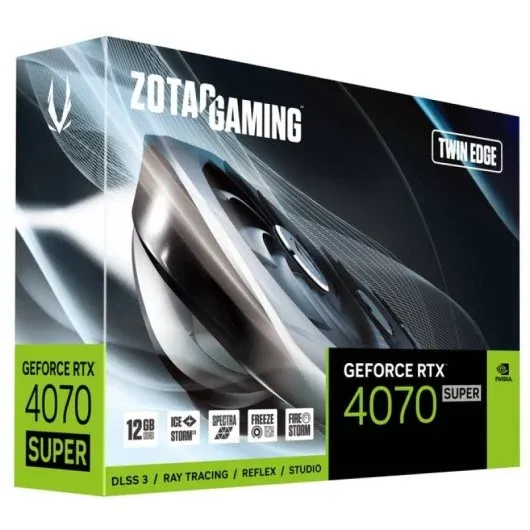 ZOTAC GAMING
TWIN EDGE
GEFORCE RTX
4070
SUPER
12GB
ICE
STORM
SPECTRA
FREEZE
TECH
FIRE
STORM
DLSS 3 / RAY TRACING / REFLEX / STUDIO
GEFORCE RTX
4070 SUPER
NVIDIA